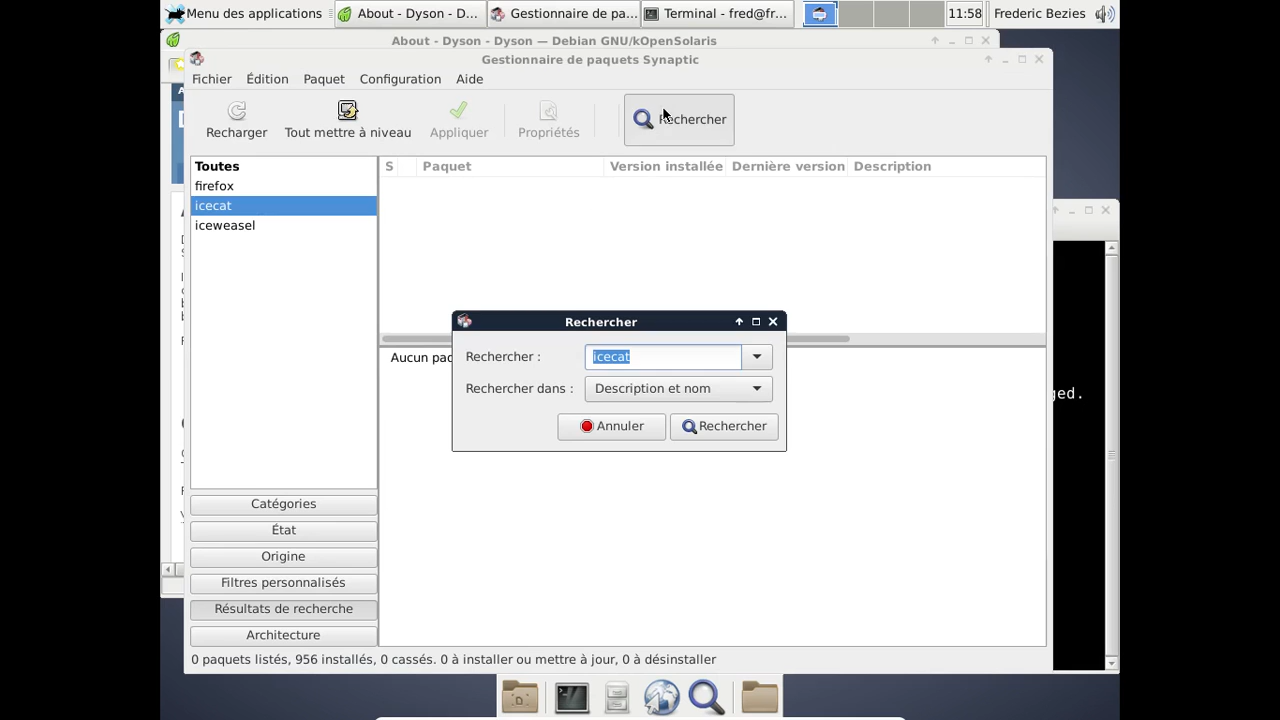 Menu des applications
About - Dyson - D...
Gestionnaire de pa...
Terminal - fred@fr...
11:58
Frederic Bezies
About - Dyson - Dyson — Debian GNU/kOpenSolaris
Gestionnaire de paquets Synaptic
Fichier Édition Paquet Configuration Aide
Recharger Tout mettre à niveau Appliquer Propriétés Rechercher
Toutes
firefox
icecat
iceweasel
S Paquet Version installée Dernière version Description
Aucun paq
Rechercher
Rechercher : icecat
Rechercher dans : Description et nom
Annuler Rechercher
ged.
Catégories
État
Origine
Filtres personnalisés
Résultats de recherche
Architecture
0 paquets listés, 956 installés, 0 cassés. 0 à installer ou mettre à jour, 0 à désinstaller